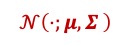 𝒩(·; 𝝁, 𝜮)